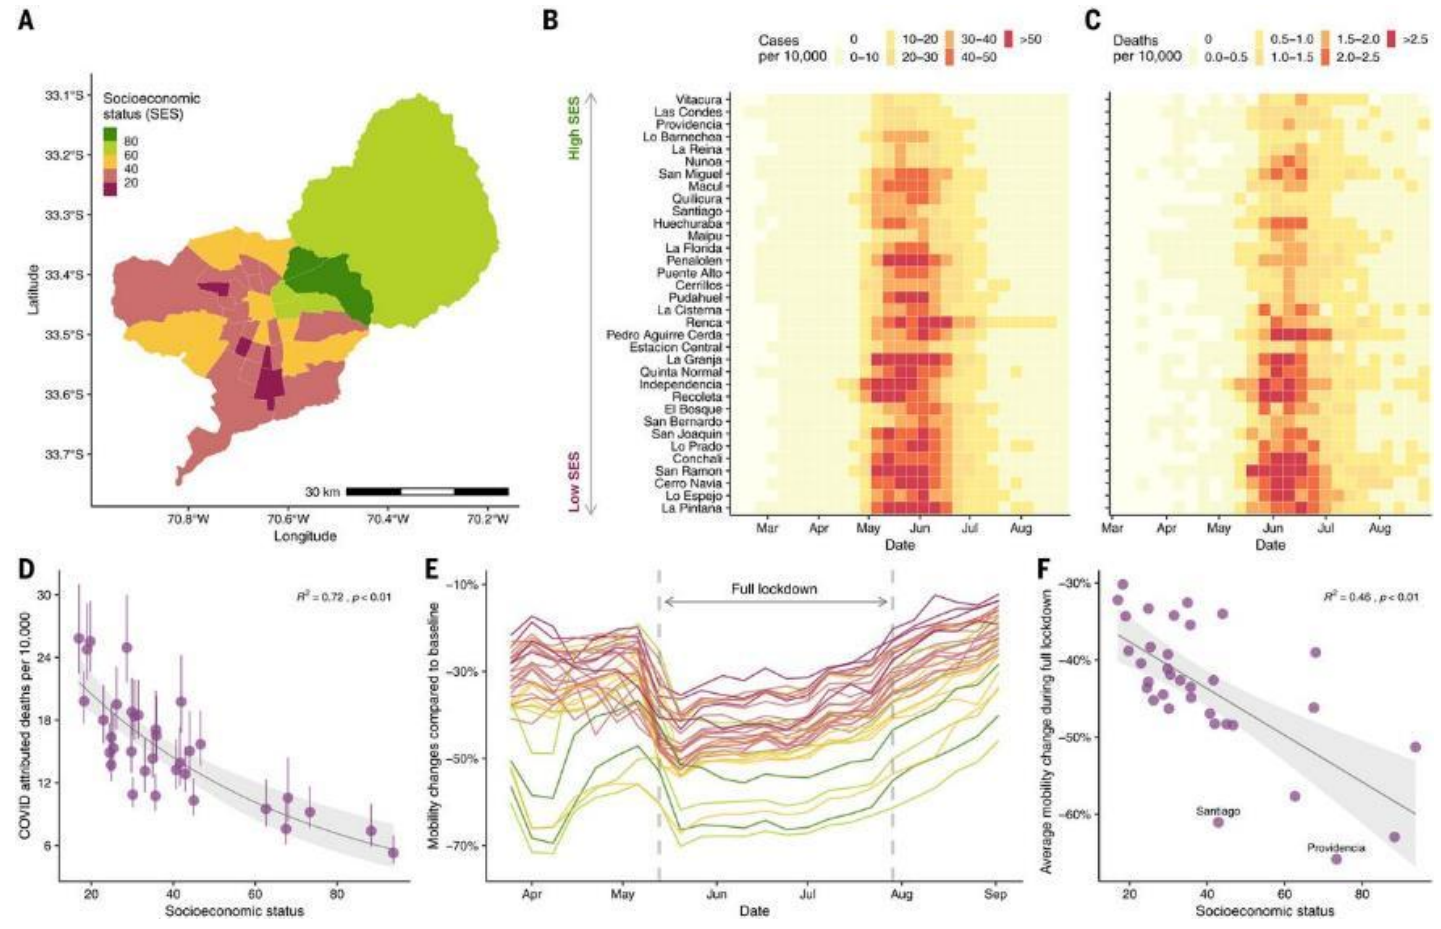 A
Socioeconomic
status (SES)
80
60
40
20
33.1°S
33.2°S
33.3°S
33.4°S
33.5°S
33.6°S
33.7°S
Latitude
30 km
70.8°W
70.6°W
70.4°W
70.2°W
Longitude
B
Cases
per 10,000
0
0–10
10–20
20–30
30–40
40–50
>50
High SES
Low SES
Vitacura
Las Condes
Providencia
Lo Barnechea
La Reina
Nunoa
San Miguel
Macul
Quilicura
Santiago
Huechuraba
Maipu
La Florida
Penalolen
Puente Alto
Cerrillos
Pudahuel
La Cisterna
Renca
Pedro Aguirre Cerda
Estacion Central
La Granja
Quinta Normal
Independencia
Recoleta
El Bosque
San Bernardo
San Joaquin
Lo Prado
Conchali
San Ramon
Cerro Navia
Lo Espejo
La Pintana
Mar
Apr
May
Jun
Jul
Aug
Date
C
Deaths
per 10,000
0
0.0–0.5
0.5–1.0
1.0–1.5
1.5–2.0
2.0–2.5
>2.5
Mar
Apr
May
Jun
Jul
Aug
Date
D
COVID attributed deaths per 10,000
30
24
18
12
6
R² = 0.72 , p < 0.01
20
40
60
80
Socioeconomic status
E
Mobility changes compared to baseline
−10%
−30%
−50%
−70%
Full lockdown
Apr
May
Jun
Jul
Aug
Sep
Date
F
Average mobility change during full lockdown
−30%
−40%
−50%
−60%
R² = 0.46 , p < 0.01
Santiago
Providencia
20
40
60
80
Socioeconomic status